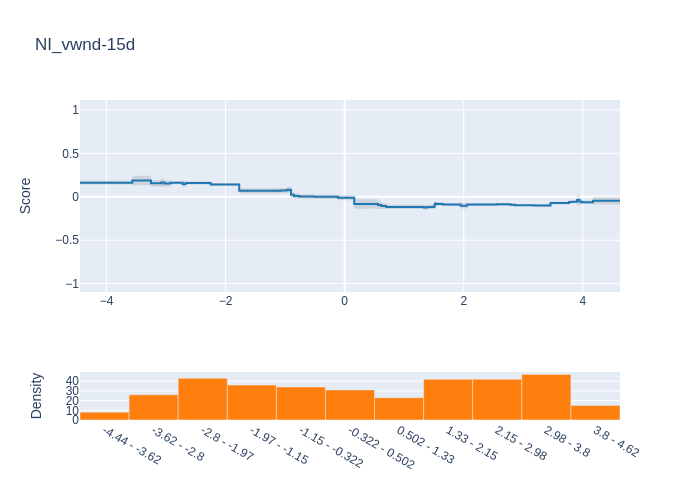 NI_vwnd-15d
Score
1
0.5
0
−0.5
−1
−4
−2
0
2
4
Density
40
30
20
10
0
-4.44 - -3.62
-3.62 - -2.8
-2.8 - -1.97
-1.97 - -1.15
-1.15 - -0.322
-0.322 - 0.502
0.502 - 1.33
1.33 - 2.15
2.15 - 2.98
2.98 - 3.8
3.8 - 4.62